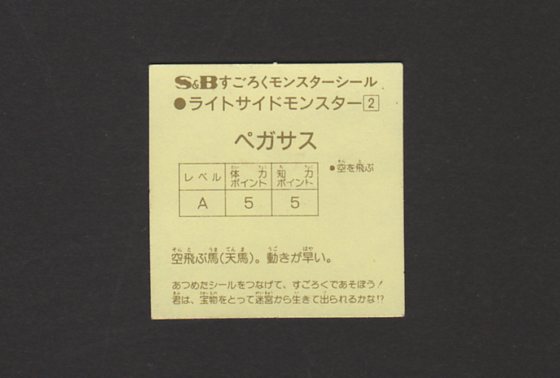 S&Bすごろくモンスターシール
●ライトサイドモンスター2
ペガサス
レベル 体力ポイント 知力ポイント
A 5 5
●空を飛ぶ
空飛ぶ馬(天馬)。動きが早い。
あつめたシールをつなげて、すごろくであそぼう!
君は、宝物をとって迷宮から生きて出られるかな!?